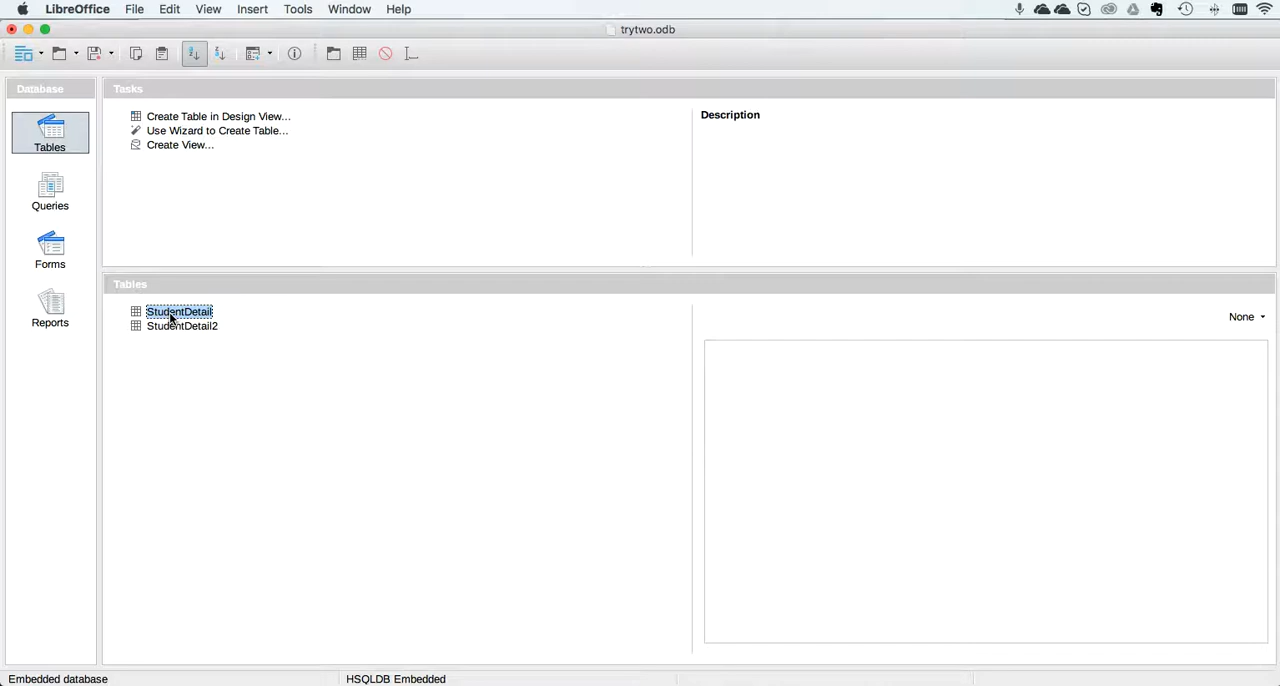 LibreOffice File Edit View Insert Tools Window Help
trytwo.odb
Database
Tables
Queries
Forms
Reports
Tasks
Create Table in Design View...
Use Wizard to Create Table...
Create View...
Description
Tables
StudentDetail
StudentDetail2
None
Embedded database
HSQLDB Embedded